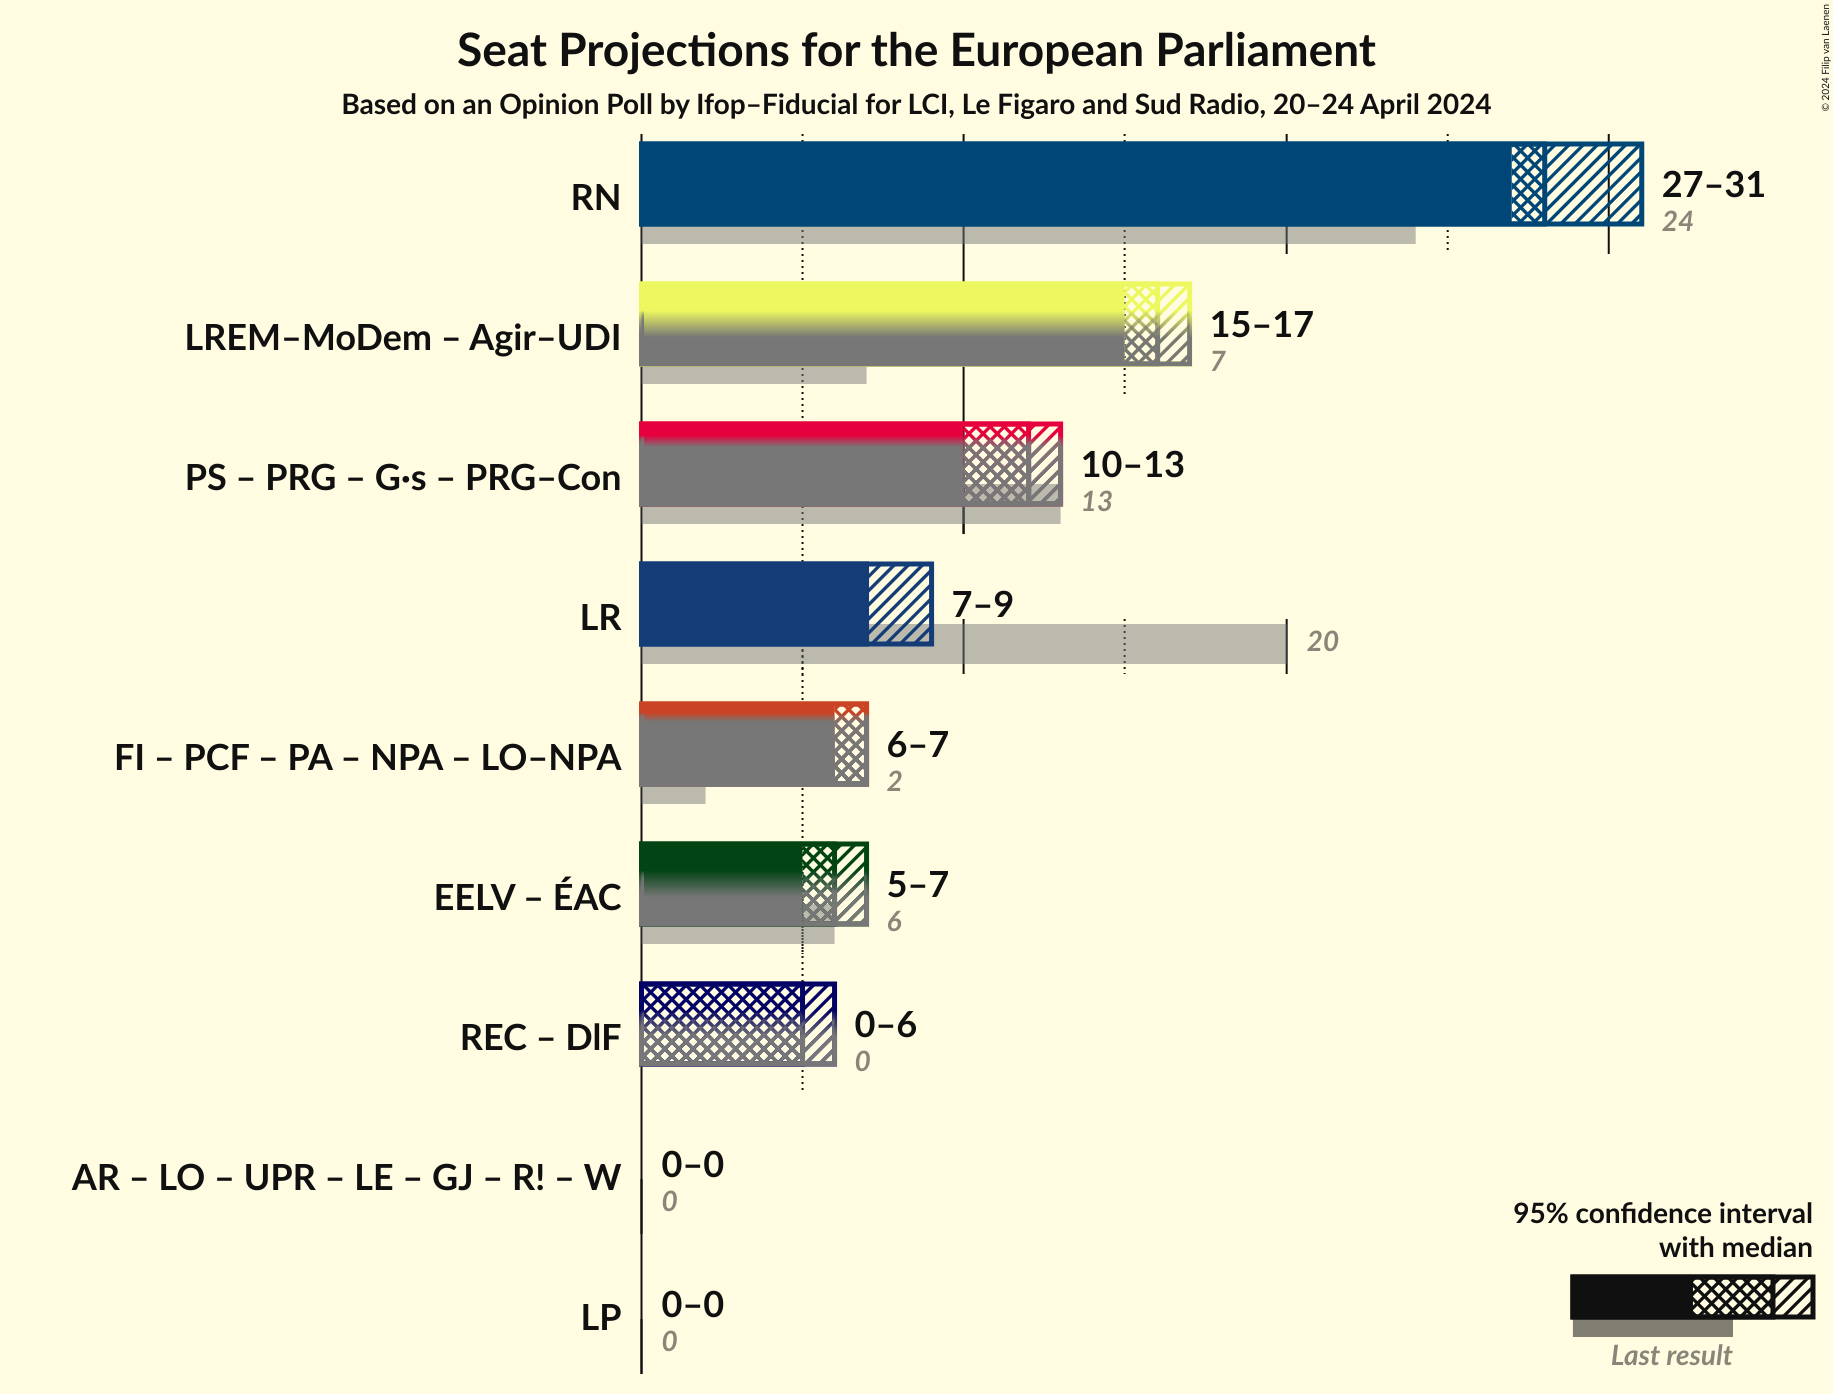 Seat Projections for the European Parliament
Based on an Opinion Poll by Ifop–Fiducial for LCI, Le Figaro and Sud Radio, 20–24 April 2024
© 2024 Filip van Laenen
RN
27–31
24
LREM–MoDem – Agir–UDI
15–17
7
PS – PRG – G·s – PRG–Con
10–13
13
LR
7–9
20
FI – PCF – PA – NPA – LO–NPA
6–7
2
EELV – ÉAC
5–7
6
REC – DlF
0–6
0
AR – LO – UPR – LE – GJ – R! – W
0–0
0
LP
0–0
0
95% confidence interval
with median
Last result